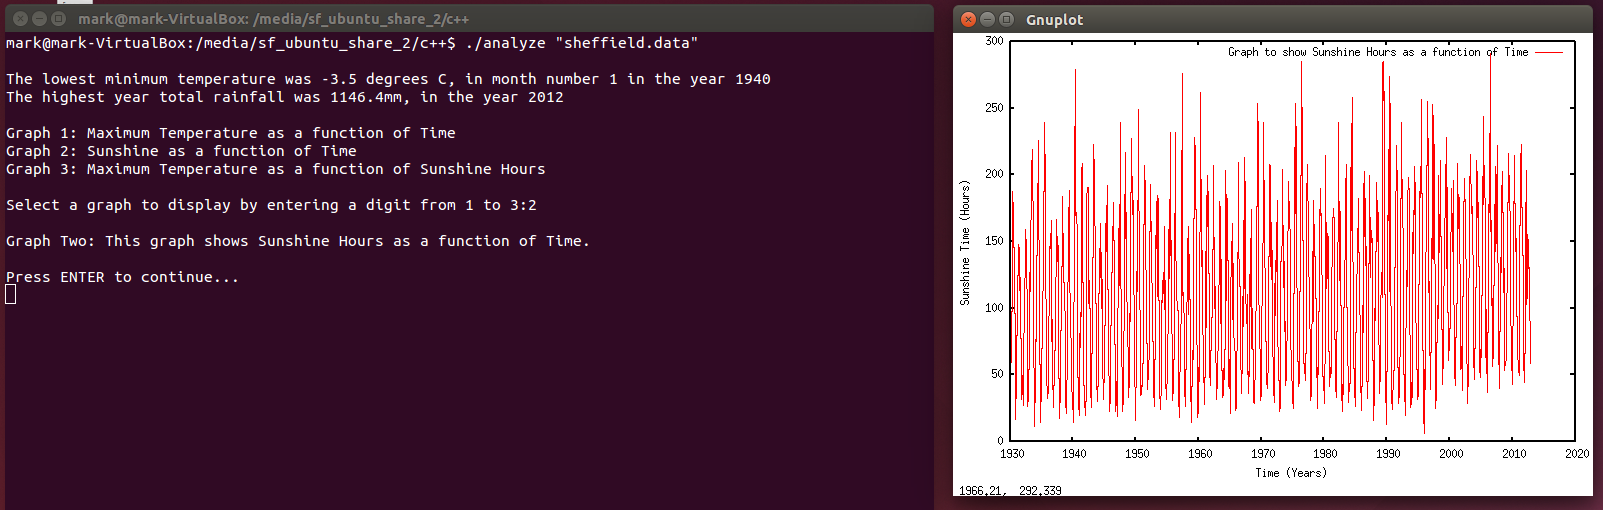 mark@mark-VirtualBox: /media/sf_ubuntu_share_2/c++
mark@mark-VirtualBox:/media/sf_ubuntu_share_2/c++$ ./analyze "sheffield.data"
The lowest minimum temperature was -3.5 degrees C, in month number 1 in the year 1940
The highest year total rainfall was 1146.4mm, in the year 2012
Graph 1: Maximum Temperature as a function of Time
Graph 2: Sunshine as a function of Time
Graph 3: Maximum Temperature as a function of Sunshine Hours
Select a graph to display by entering a digit from 1 to 3:2
Graph Two: This graph shows Sunshine Hours as a function of Time.
Press ENTER to continue...
Gnuplot
Graph to show Sunshine Hours as a function of Time
300
250
200
150
100
50
0
Sunshine Time (Hours)
1930 1940 1950 1960 1970 1980 1990 2000 2010 2020
Time (Years)
1966.21, 292.339